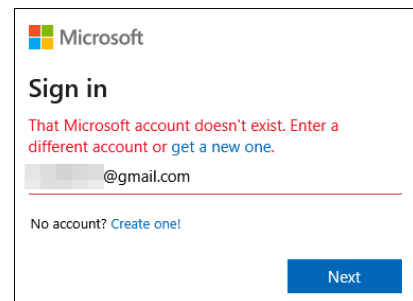 Microsoft
Sign in
That Microsoft account doesn't exist. Enter a
different account or get a new one.
@gmail.com
No account? Create one!
Next